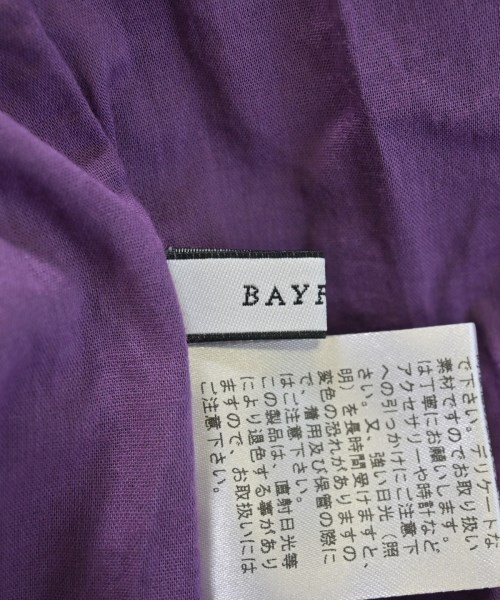 BAYF
で下さい。デリケートな
素材ですのでお取り扱い
は丁寧にお願いします。
アクセサリーや時計など
への引っかけにご注意下
さい。又、強い日光（照
明）を長時間受けますと、
変色の恐れがありますの
で、着用及び保管の際に
はご注意下さい。
この製品は、直射日光等
により退色する事があり
ますので、お取扱いには
ご注意下さい。